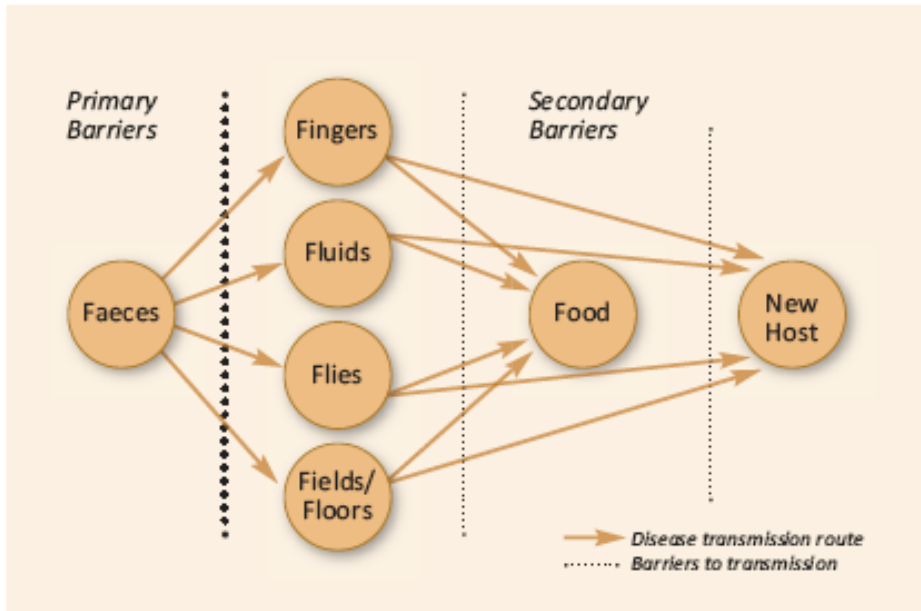 Primary
Barriers
Secondary
Barriers
Fingers
Fluids
Faeces
Food
New
Host
Flies
Fields/
Floors
Disease transmission route
Barriers to transmission